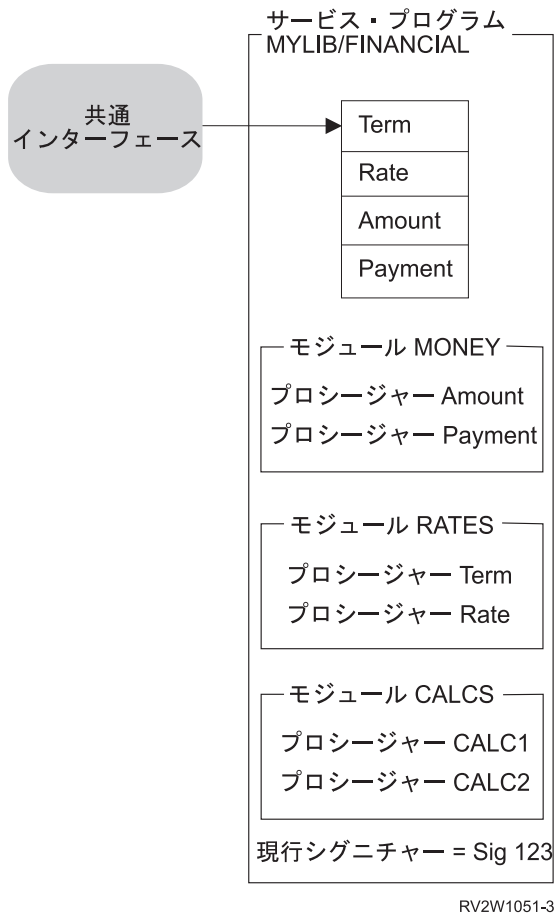 サービス・プログラム
MYLIB/FINANCIAL
共通
インターフェース
Term
Rate
Amount
Payment
モジュール MONEY
プロシージャー Amount
プロシージャー Payment
モジュール RATES
プロシージャー Term
プロシージャー Rate
モジュール CALCS
プロシージャー CALC1
プロシージャー CALC2
現行シグニチャー = Sig 123
RV2W1051-3